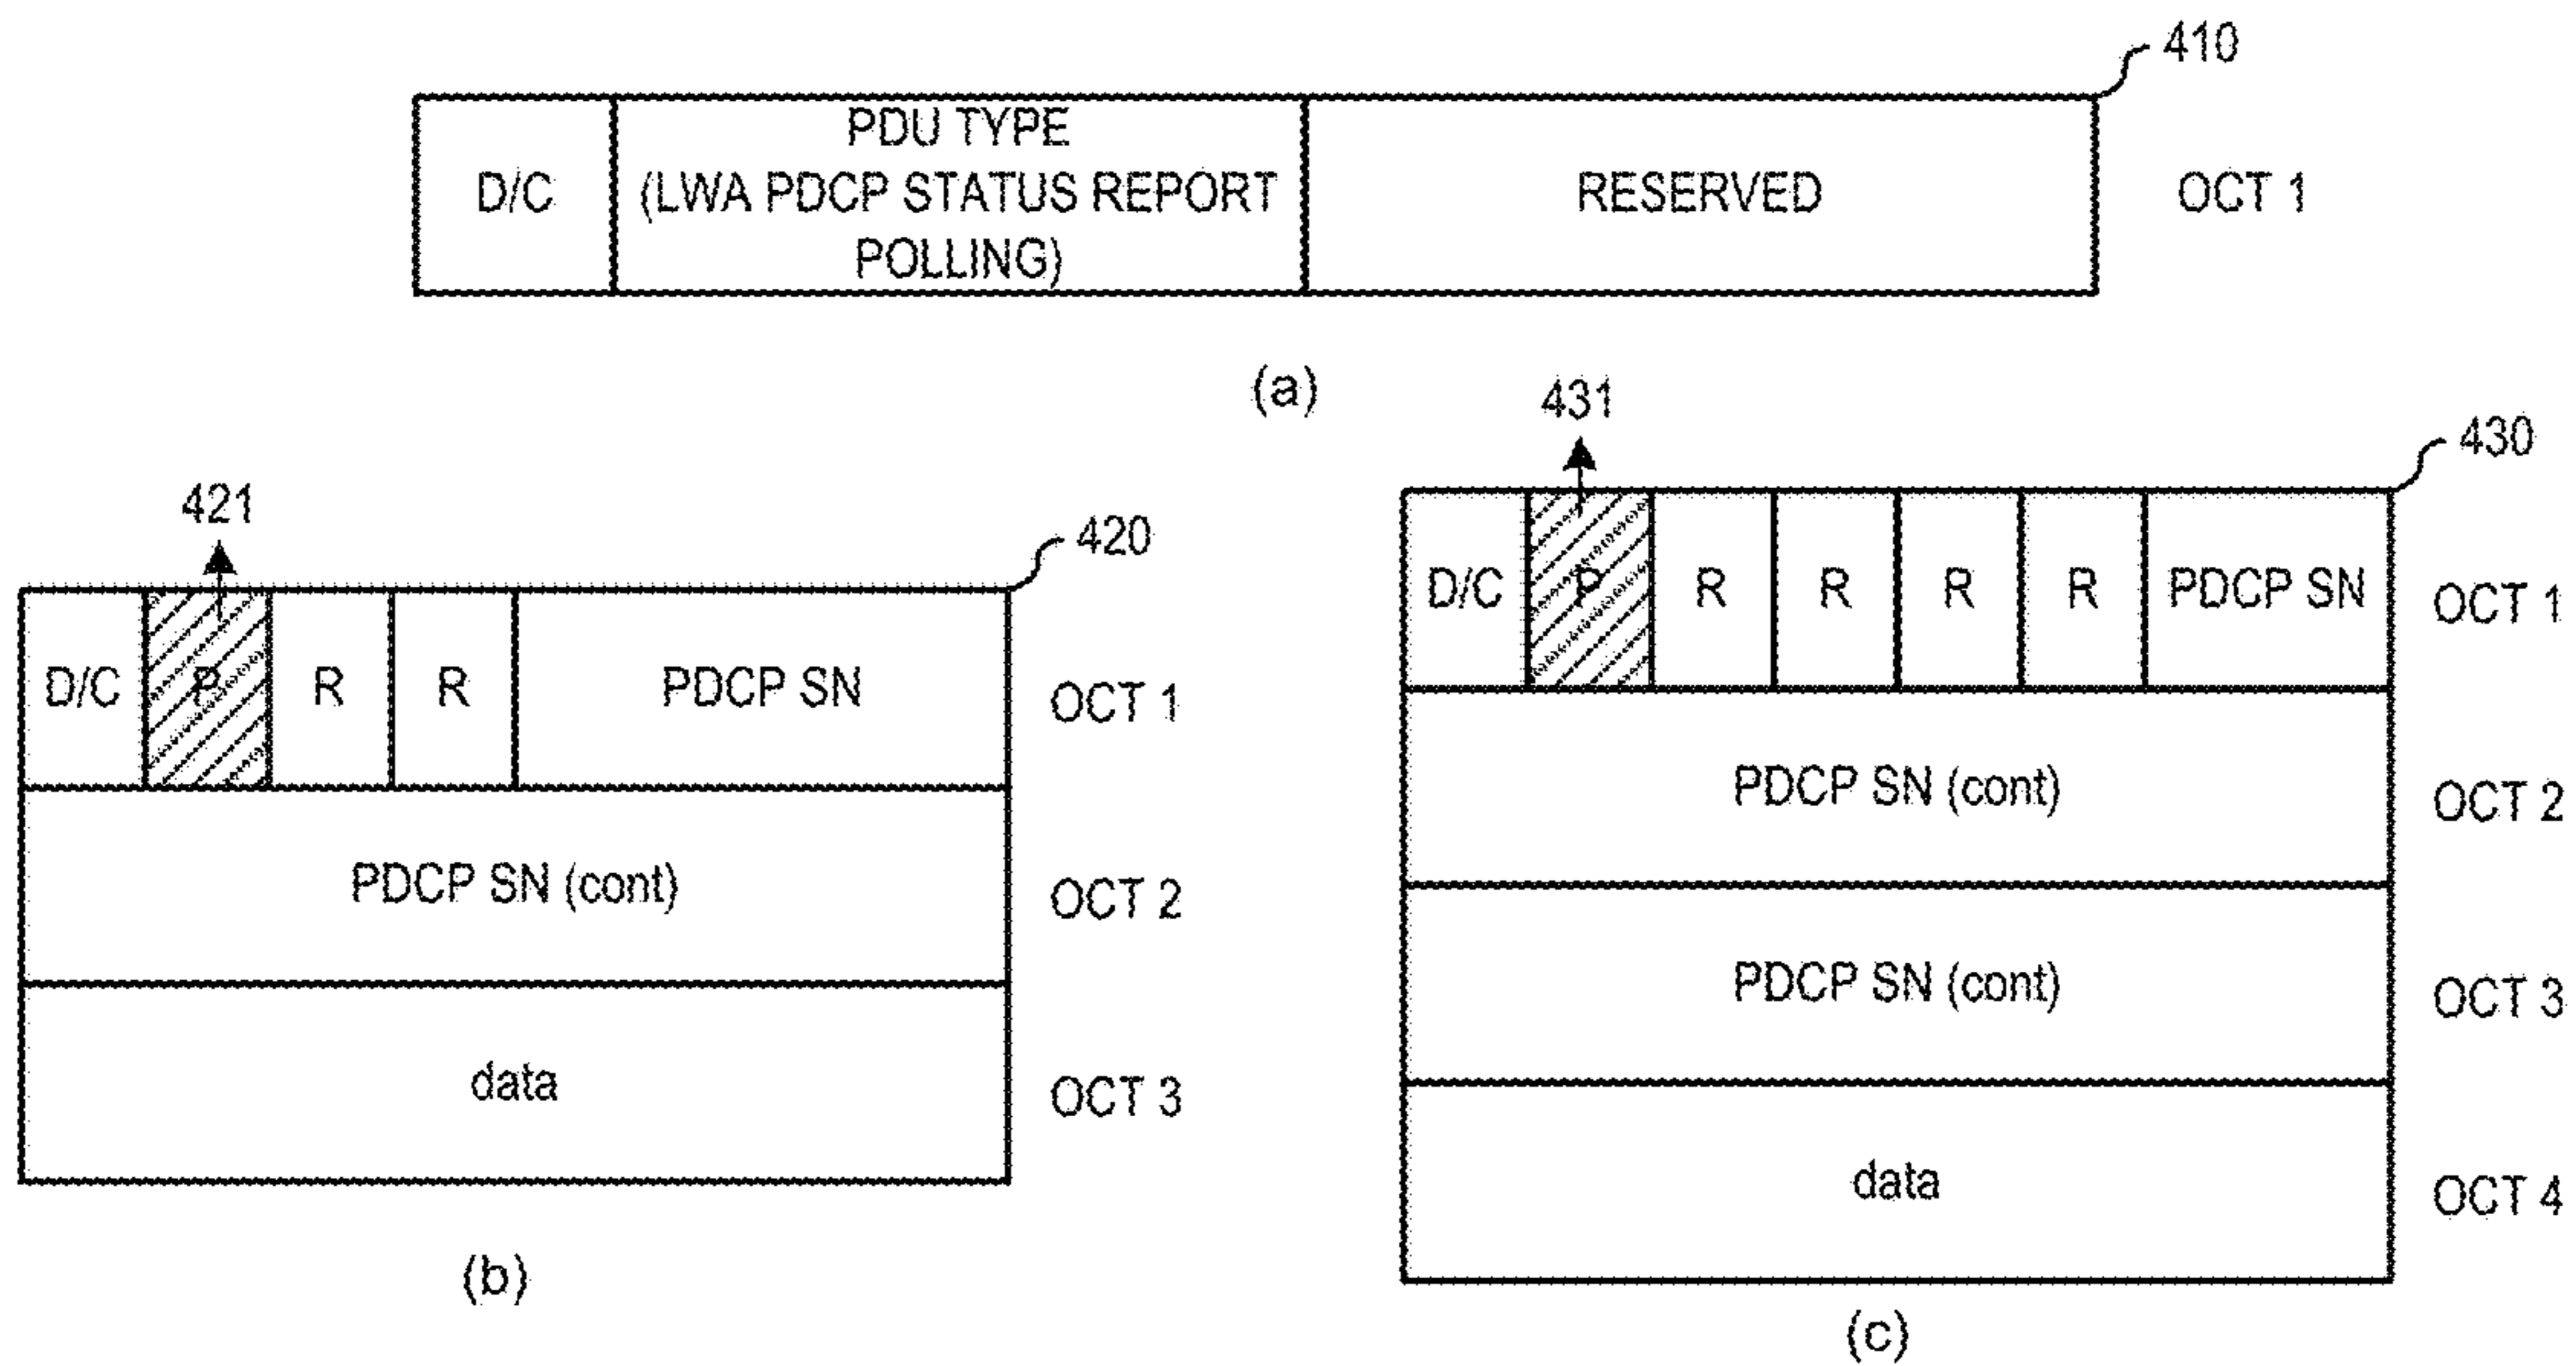 410
D/C
PDU TYPE
(LWA PDCP STATUS REPORT
POLLING)
RESERVED
OCT 1
(a)
421
420
D/C P R R PDCP SN
OCT 1
PDCP SN (cont)
OCT 2
data
OCT 3
(b)
431
430
D/C P R R R R PDCP SN
OCT 1
PDCP SN (cont)
OCT 2
PDCP SN (cont)
OCT 3
data
OCT 4
(c)